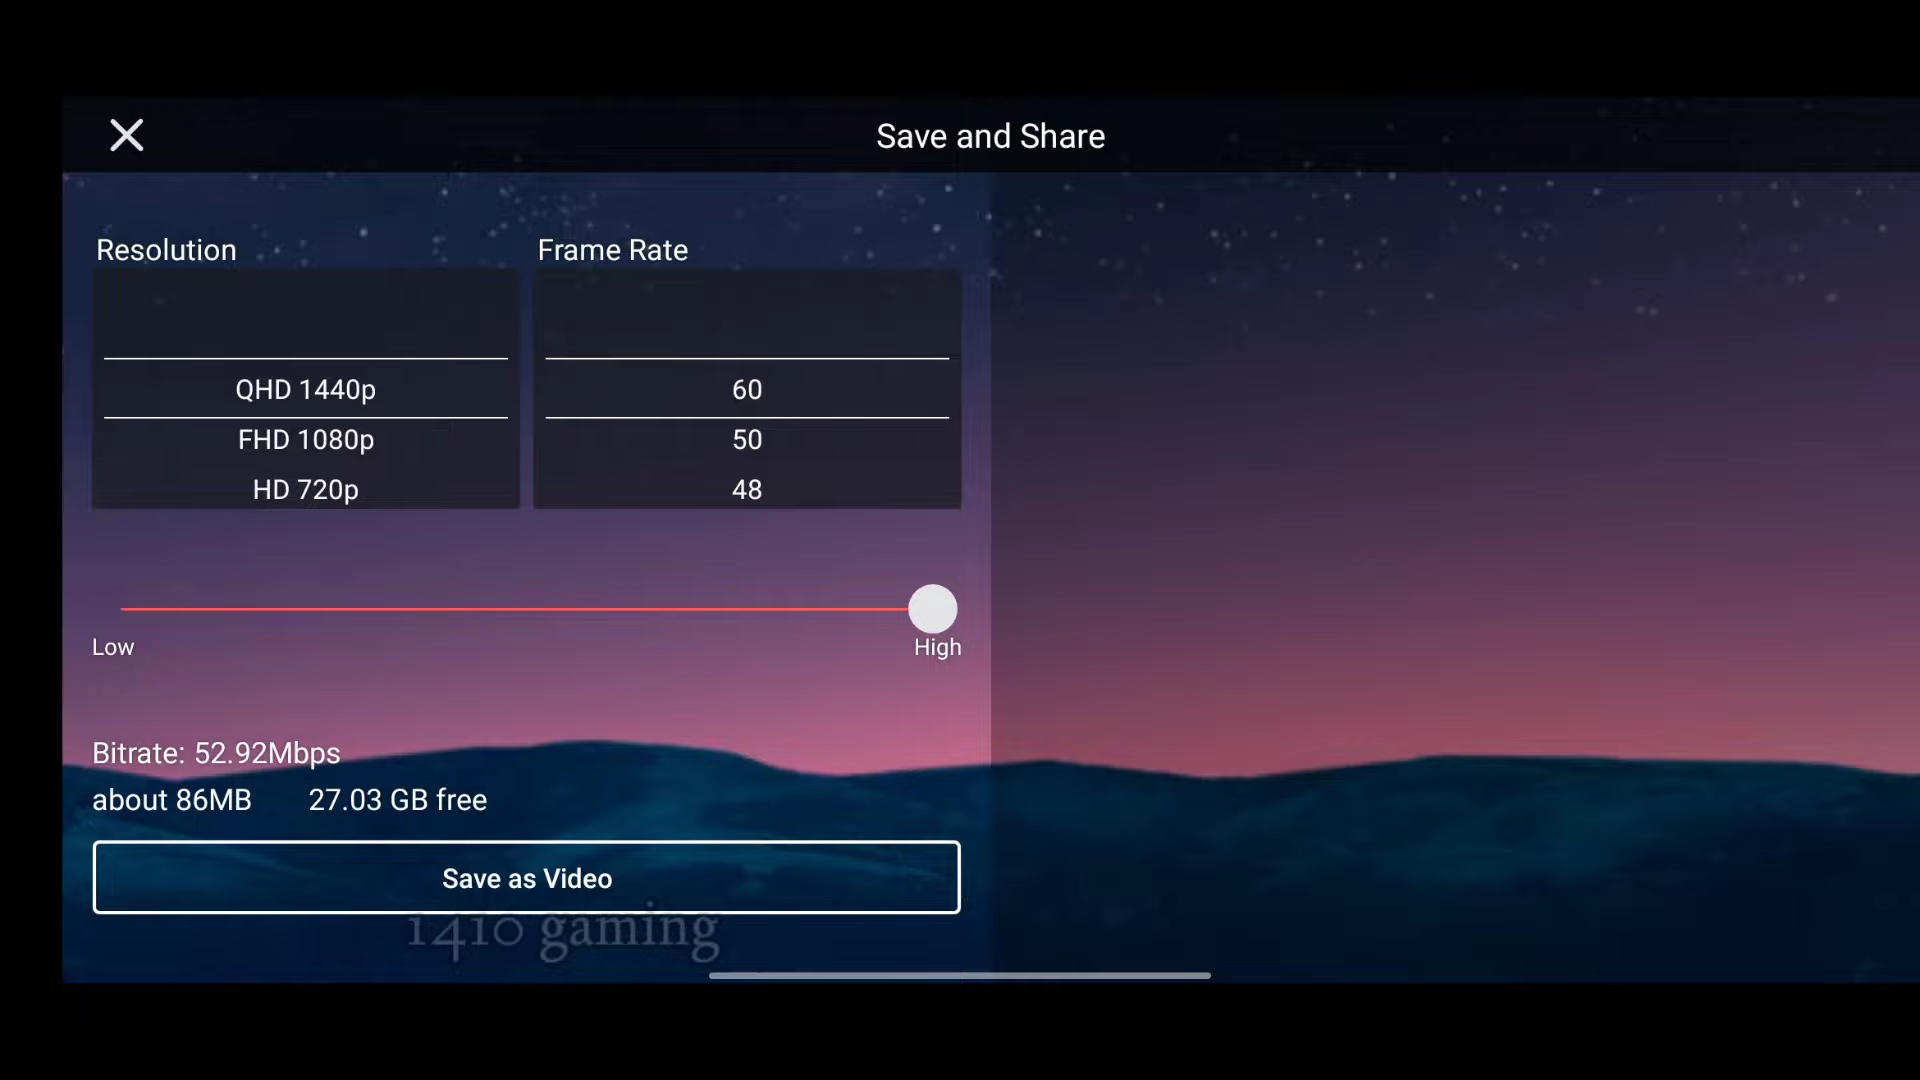 Save and Share
Resolution
Frame Rate
QHD 1440p
60
FHD 1080p
50
HD 720p
48
Low
High
Bitrate: 52.92Mbps
about 86MB
27.03 GB free
Save as Video
1410 gaming